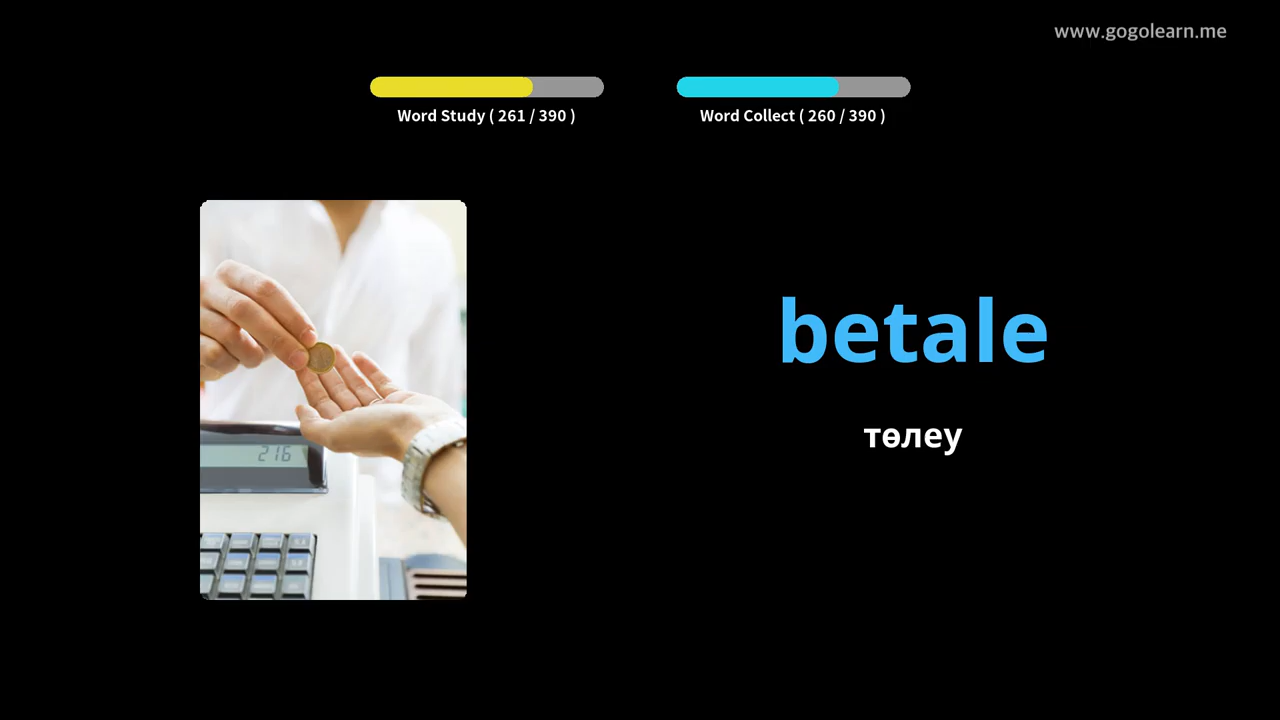 www.gogolearn.me
Word Study ( 261 / 390 )
Word Collect ( 260 / 390 )
216
betale
төлеу